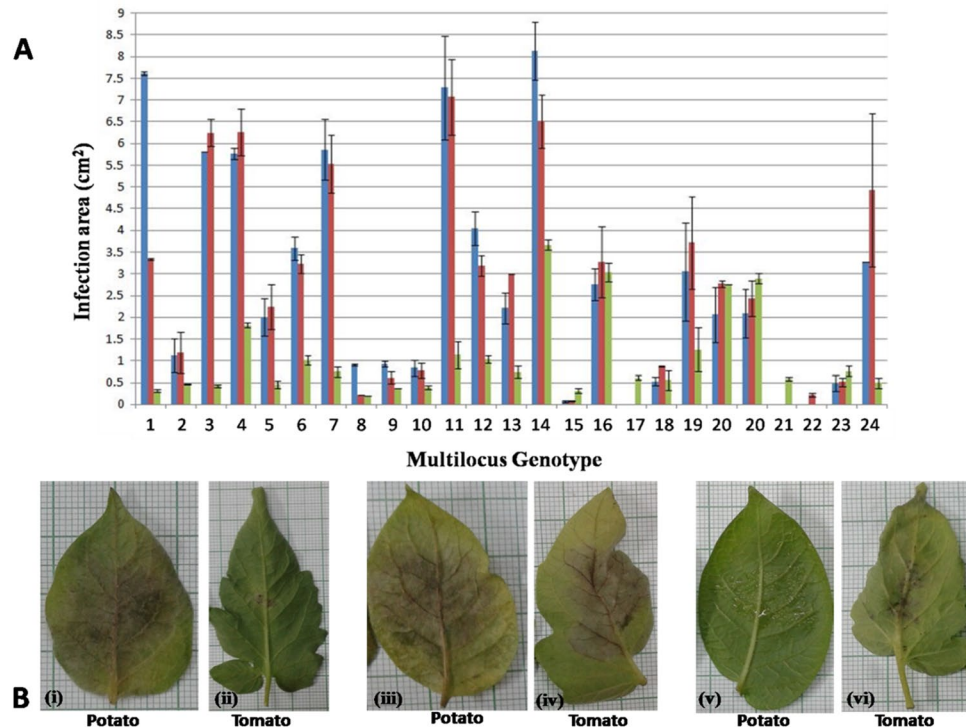 A
9
8.5
8
7.5
7
6.5
6
5.5
5
4.5
4
3.5
3
2.5
2
1.5
1
0.5
0
Infection area (cm²)
1 2 3 4 5 6 7 8 9 10 11 12 13 14 15 16 17 18 19 20 20 21 22 23 24
Multilocus Genotype
B
(i) (ii) (iii) (iv) (v) (vi)
Potato Tomato Potato Tomato Potato Tomato